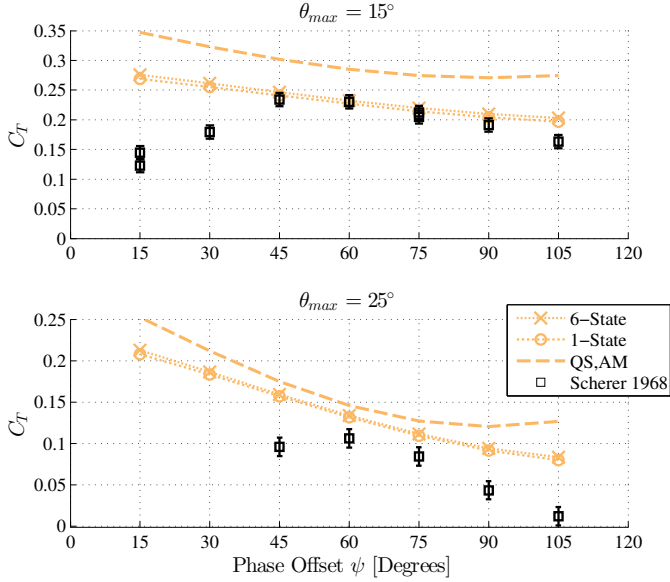 θmax = 15°
0.35
0.3
0.25
0.2
0.15
0.1
0.05
0
C_T
0 15 30 45 60 75 90 105 120
θmax = 25°
0.25
0.2
0.15
0.1
0.05
0
C_T
6−State
1−State
QS,AM
Scherer 1968
0 15 30 45 60 75 90 105 120
Phase Offset ψ [Degrees]